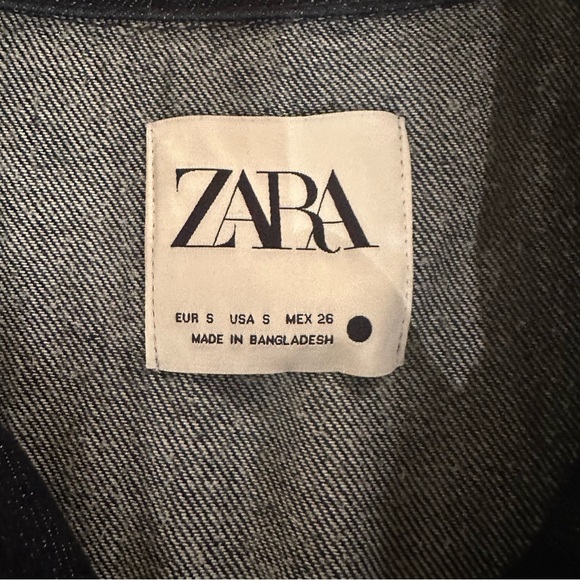 ZARA
EUR S USA S MEX 26
MADE IN BANGLADESH